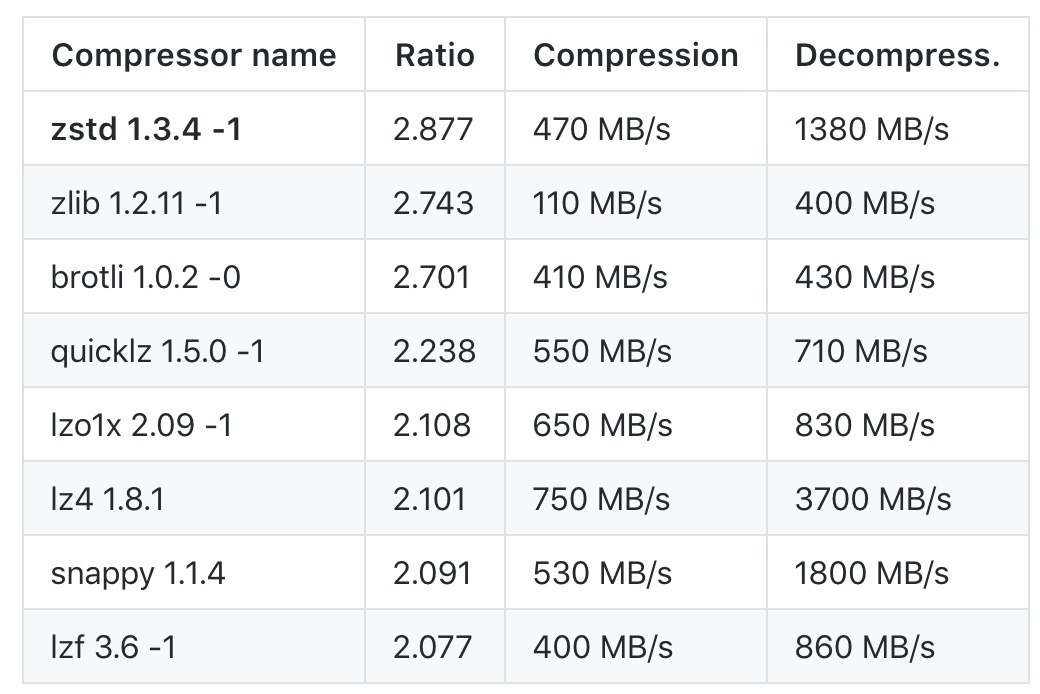 Compressor name Ratio Compression Decompress.
zstd 1.3.4 -1 2.877 470 MB/s 1380 MB/s
zlib 1.2.11 -1 2.743 110 MB/s 400 MB/s
brotli 1.0.2 -0 2.701 410 MB/s 430 MB/s
quicklz 1.5.0 -1 2.238 550 MB/s 710 MB/s
lzo1x 2.09 -1 2.108 650 MB/s 830 MB/s
lz4 1.8.1 2.101 750 MB/s 3700 MB/s
snappy 1.1.4 2.091 530 MB/s 1800 MB/s
lzf 3.6 -1 2.077 400 MB/s 860 MB/s